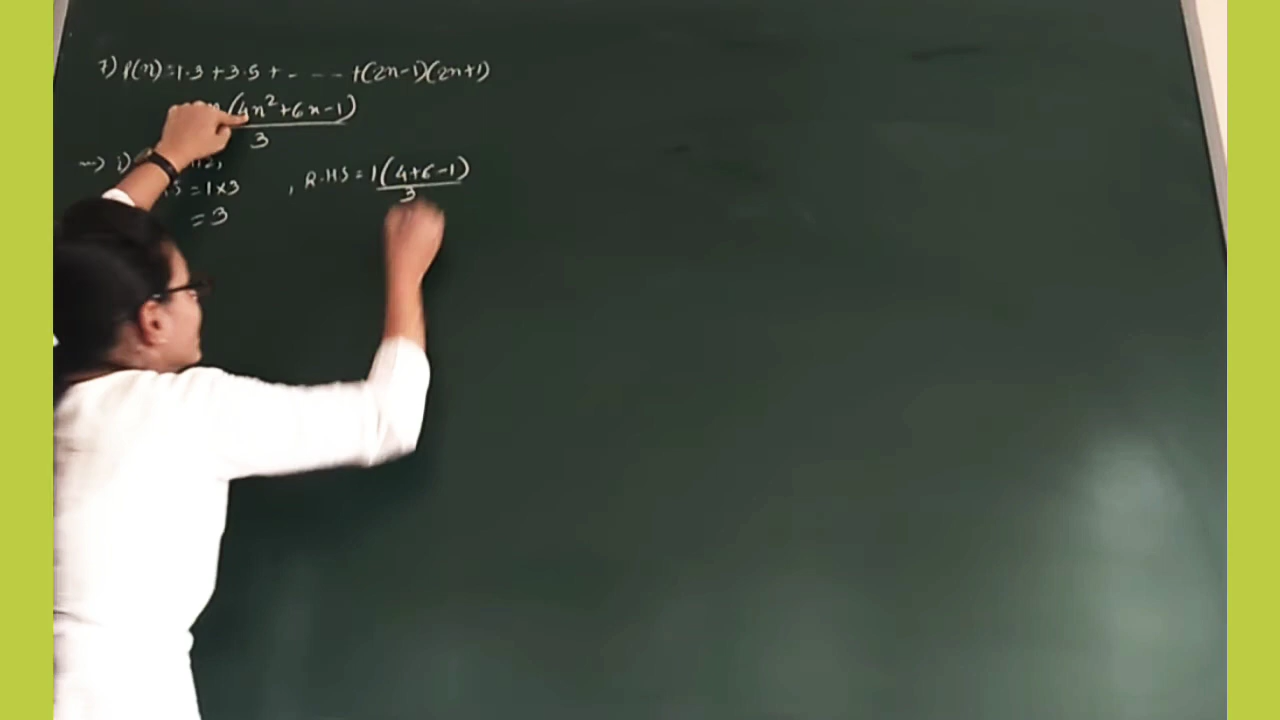 7) P(n)=1·3+3·5+- - - - +(2n-1)(2n+1)
(4n²+6n-1)
3
i)
=1×3 , R.HS = 1(4+6-1)
3
=3